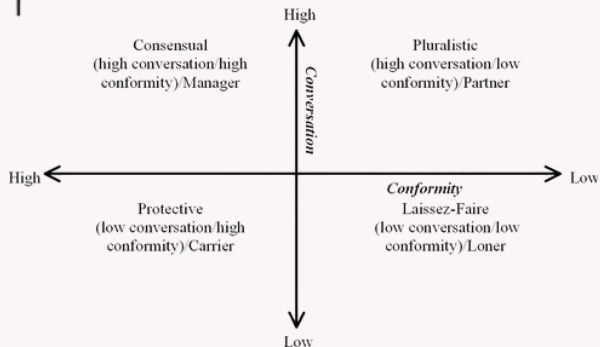 High
Consensual
(high conversation/high
conformity)/Manager
Pluralistic
(high conversation/low
conformity)/Partner
Conversation
High
Low
Conformity
Protective
(low conversation/high
conformity)/Carrier
Laissez-Faire
(low conversation/low
conformity)/Loner
Low